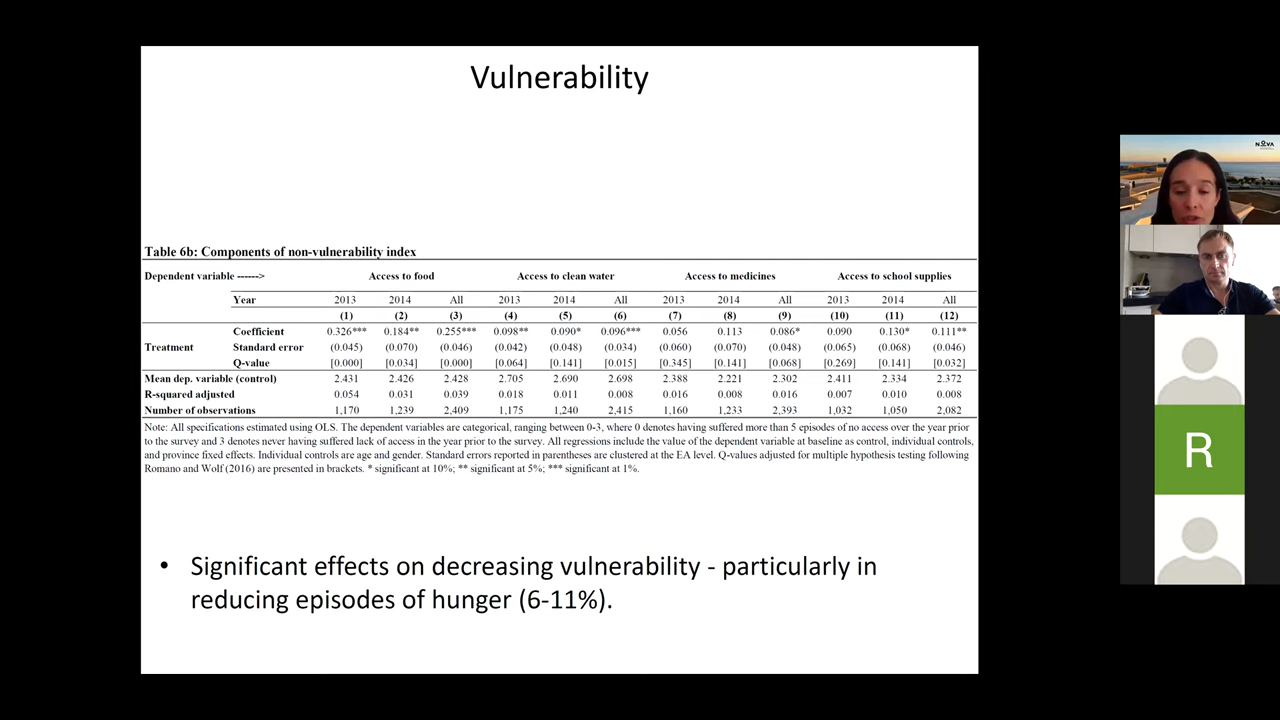 Vulnerability
Table 6b: Components of non-vulnerability index
Dependent variable ------> Access to food Access to clean water Access to medicines Access to school supplies
Year 2013 2014 All 2013 2014 All 2013 2014 All 2013 2014 All
(1) (2) (3) (4) (5) (6) (7) (8) (9) (10) (11) (12)
Coefficient 0.326*** 0.184** 0.255*** 0.098** 0.090* 0.096*** 0.056 0.113 0.086* 0.090 0.130* 0.111**
Treatment Standard error (0.045) (0.070) (0.046) (0.042) (0.048) (0.034) (0.060) (0.070) (0.048) (0.065) (0.068) (0.046)
Q-value [0.000] [0.034] [0.000] [0.064] [0.141] [0.015] [0.345] [0.141] [0.068] [0.269] [0.141] [0.032]
Mean dep. variable (control) 2.431 2.426 2.428 2.705 2.690 2.698 2.388 2.221 2.302 2.411 2.334 2.372
R-squared adjusted 0.054 0.031 0.039 0.018 0.011 0.008 0.016 0.008 0.016 0.007 0.010 0.008
Number of observations 1,170 1,239 2,409 1,175 1,240 2,415 1,160 1,233 2,393 1,032 1,050 2,082
Note: All specifications estimated using OLS. The dependent variables are categorical, ranging between 0-3, where 0 denotes having suffered more than 5 episodes of no access over the year prior
to the survey and 3 denotes never having suffered lack of access in the year prior to the survey. All regressions include the value of the dependent variable at baseline as control, individual controls,
and province fixed effects. Individual controls are age and gender. Standard errors reported in parentheses are clustered at the EA level. Q-values adjusted for multiple hypothesis testing following
Romano and Wolf (2016) are presented in brackets. * significant at 10%; ** significant at 5%; *** significant at 1%.
• Significant effects on decreasing vulnerability - particularly in
reducing episodes of hunger (6-11%).
NOVA
R